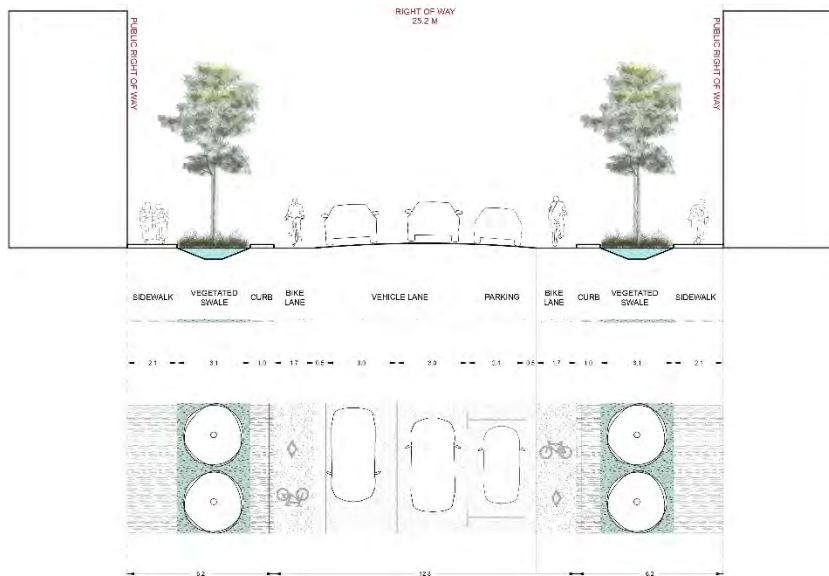 RIGHT OF WAY
25.2 M
PUBLIC RIGHT OF WAY
PUBLIC RIGHT OF WAY
SIDEWALK VEGETATED SWALE CURB BIKE LANE VEHICLE LANE PARKING BIKE LANE CURB VEGETATED SWALE SIDEWALK
2.1 3.1 1.0 1.7 0.5 3.0 3.0 2.4 0.5 1.7 1.0 3.1 2.1
6.2 12.8 6.2